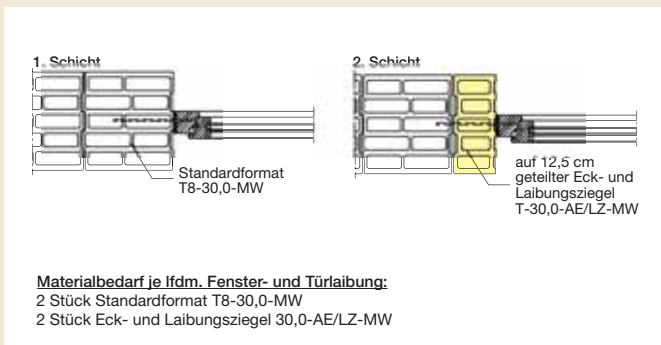 1. Schicht
2. Schicht
Standardformat
T8-30,0-MW
auf 12,5 cm
geteilter Eck- und
Laibungsziegel
T-30,0-AE/LZ-MW
Materialbedarf je lfdm. Fenster- und Türlaibung:
2 Stück Standardformat T8-30,0-MW
2 Stück Eck- und Laibungsziegel 30,0-AE/LZ-MW